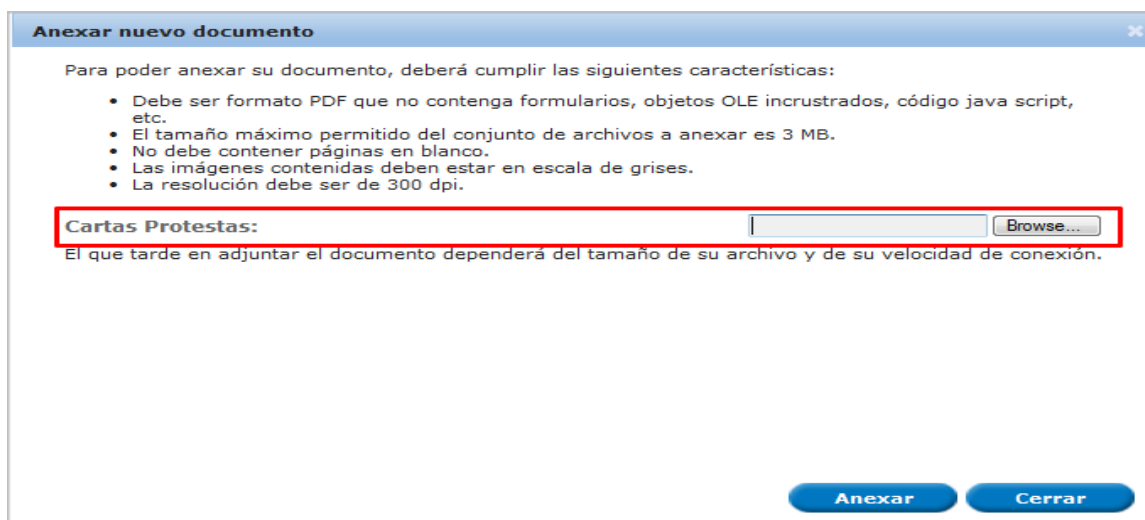 Anexar nuevo documento
Para poder anexar su documento, deberá cumplir las siguientes características:
• Debe ser formato PDF que no contenga formularios, objetos OLE incrustrados, código java script,
etc.
• El tamaño máximo permitido del conjunto de archivos a anexar es 3 MB.
• No debe contener páginas en blanco.
• Las imágenes contenidas deben estar en escala de grises.
• La resolución debe ser de 300 dpi.
Cartas Protestas: Browse...
El que tarde en adjuntar el documento dependerá del tamaño de su archivo y de su velocidad de conexión.
Anexar Cerrar